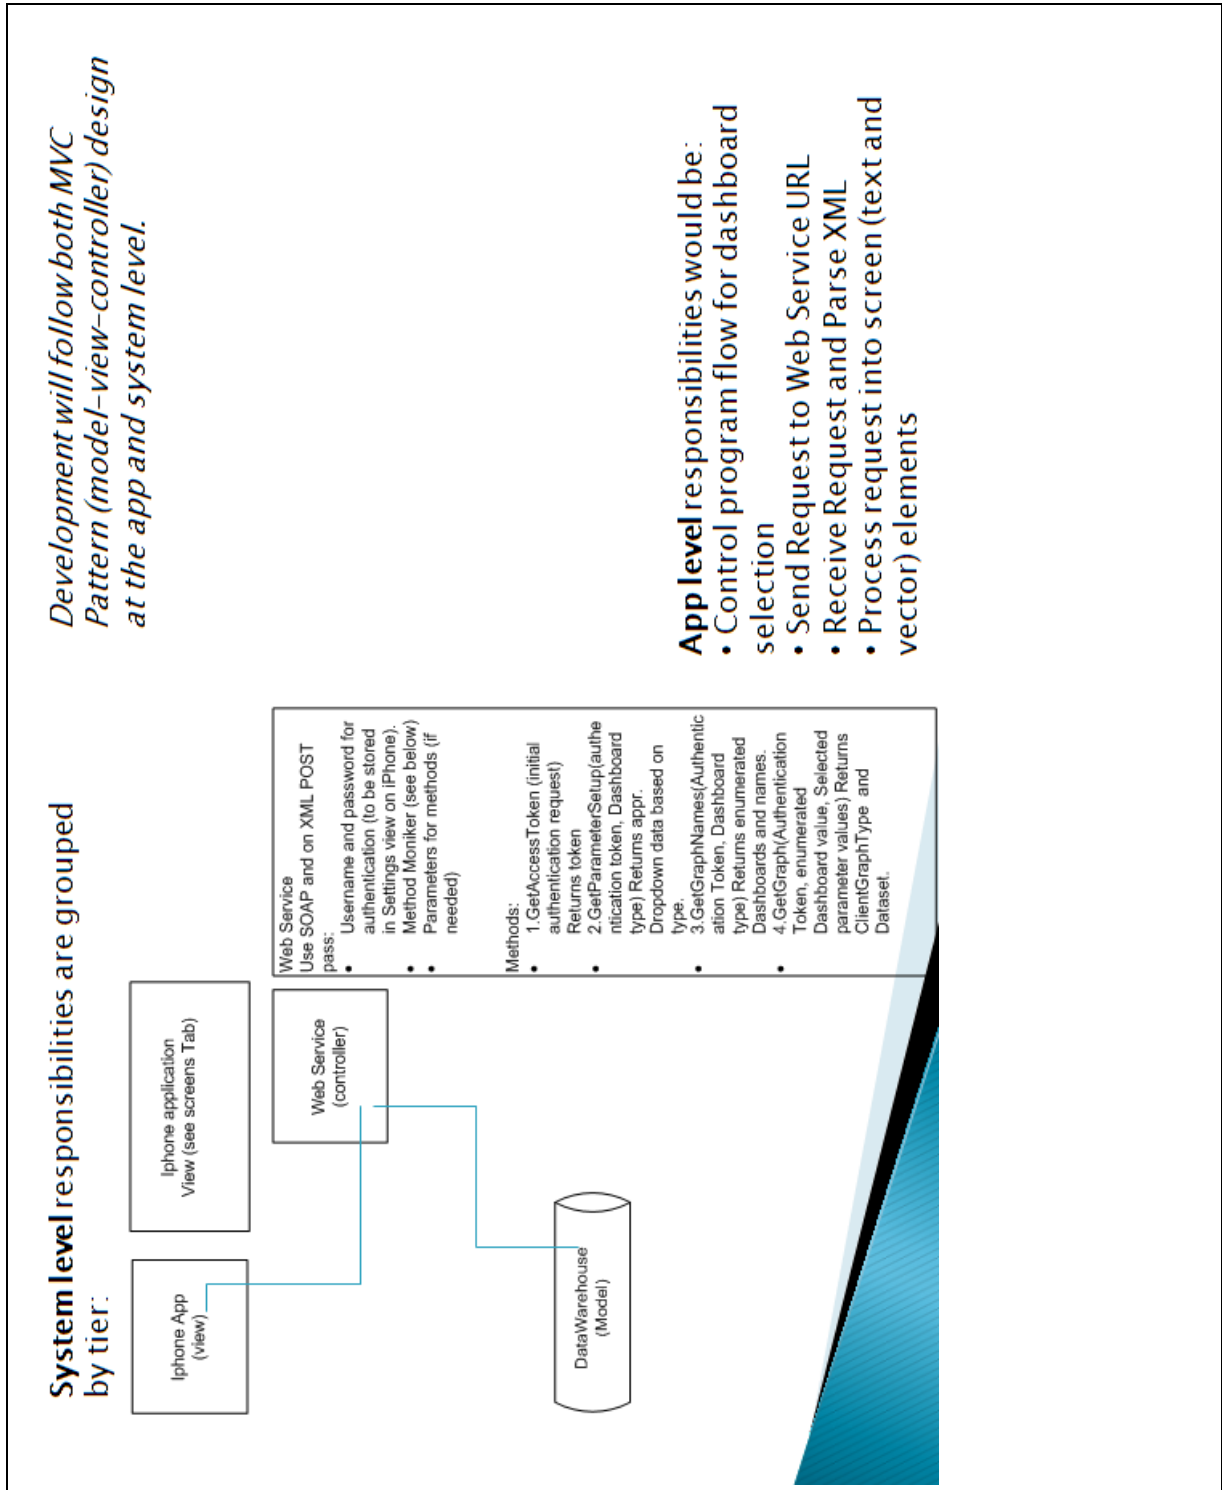 System level responsibilities are grouped
by tier:
Development will follow both MVC
Pattern (model-view-controller) design
at the app and system level.
Iphone App
(view)
Iphone application
View (see screens Tab)
Web Service
(controller)
DataWarehouse
(Model)
Web Service
Use SOAP and on XML POST
pass:
• Username and password for
authentication (to be stored
in Settings view on iPhone).
• Method Moniker (see below)
• Parameters for methods (if
needed)
Methods:
• 1.GetAccessToken (initial
authentication request)
Returns token
• 2.GetParameterSetup(authe
ntication token, Dashboard
type) Returns appr.
Dropdown data based on
type.
• 3.GetGraphNames(Authentic
ation Token, Dashboard
type) Returns enumerated
Dashboards and names.
• 4.GetGraph(Authentication
Token, enumerated
Dashboard value, Selected
parameter values) Returns
ClientGraphType and
Dataset.
App level responsibilities would be:
• Control program flow for dashboard
selection
• Send Request to Web Service URL
• Receive Request and Parse XML
• Process request into screen (text and
vector) elements